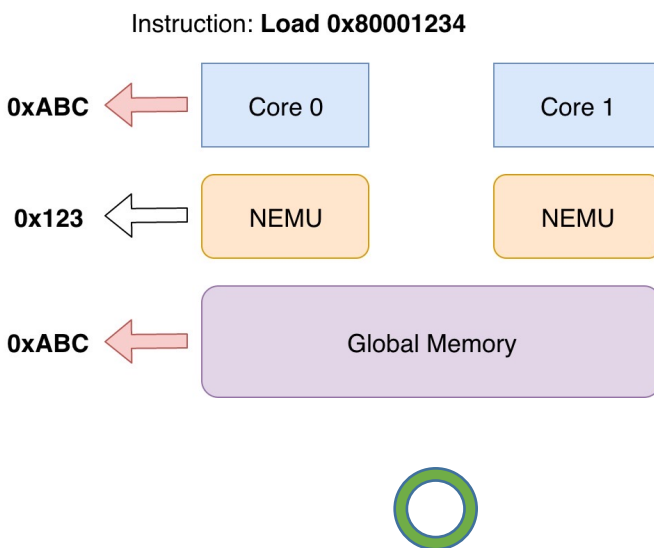 Instruction: Load 0x80001234
0xABC
Core 0
Core 1
0x123
NEMU
NEMU
0xABC
Global Memory